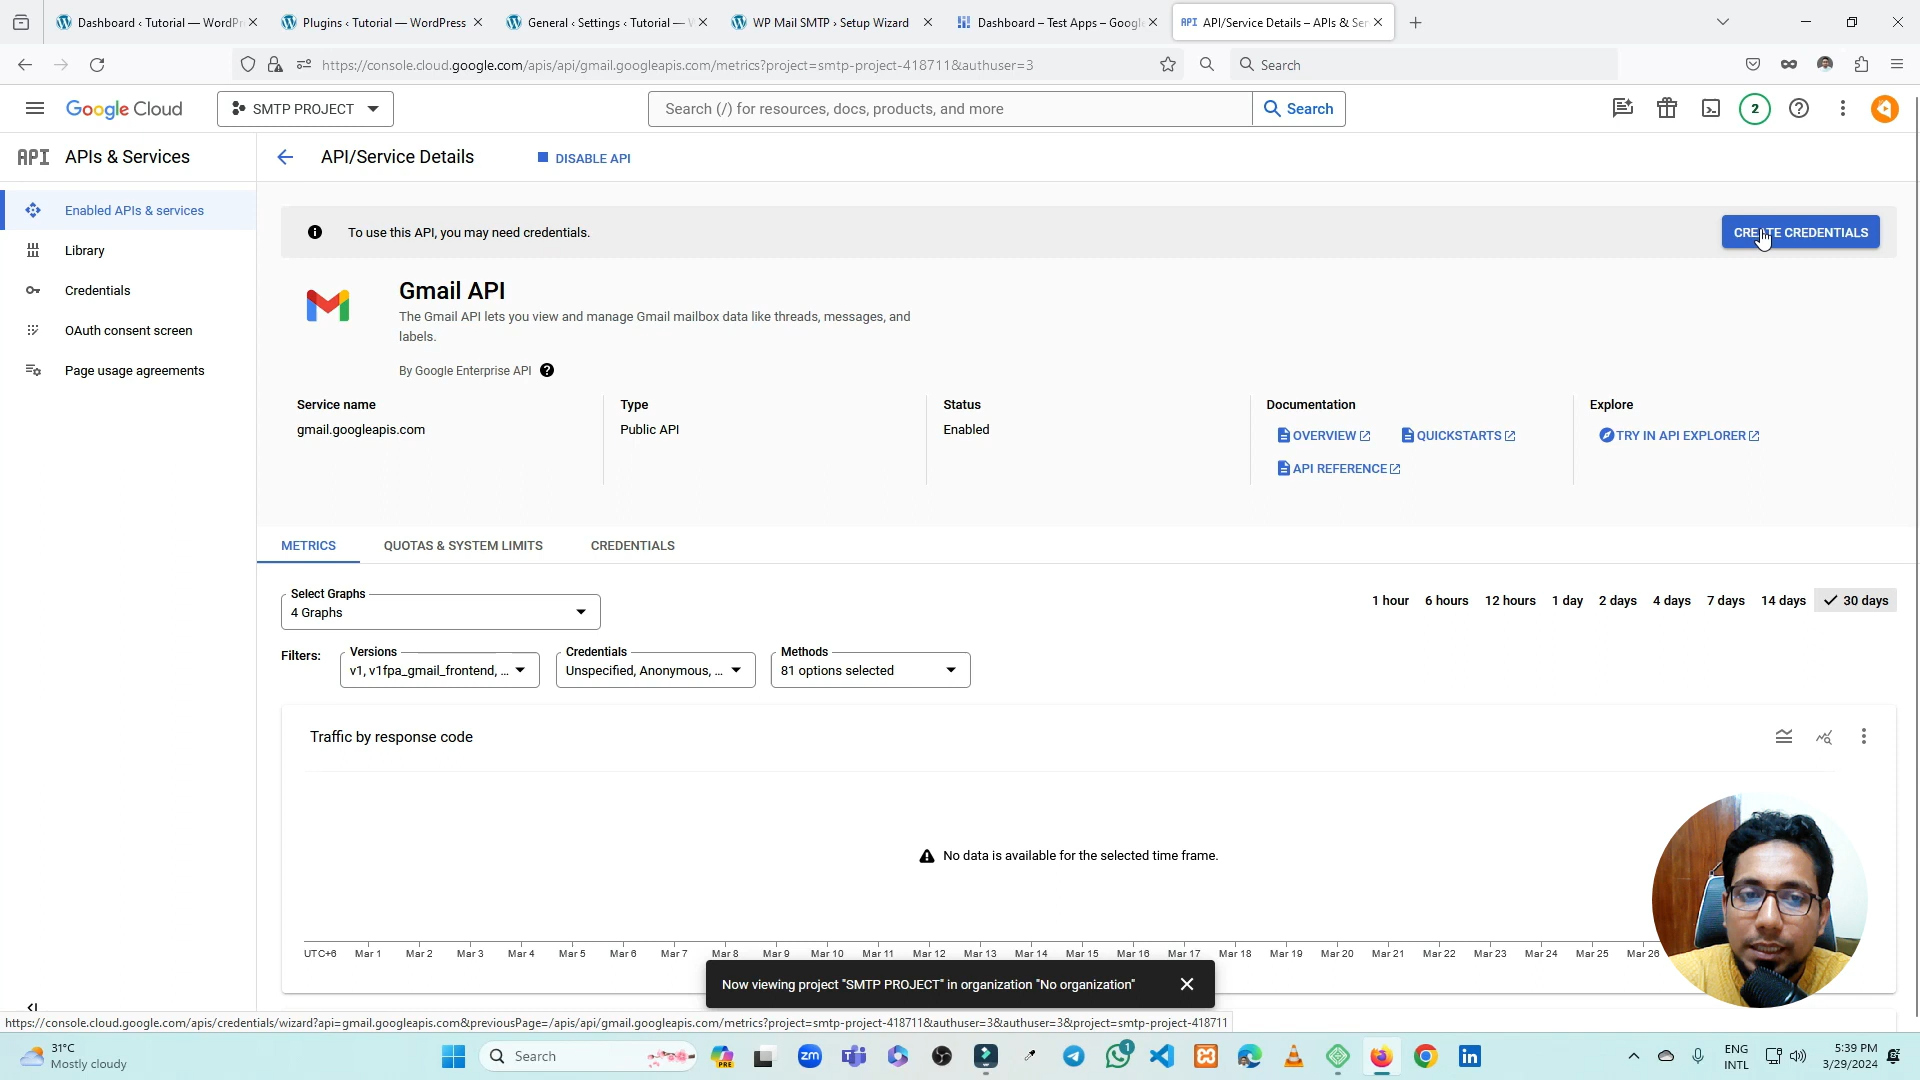 Dashboard ‹ Tutorial — WordPr
Plugins ‹ Tutorial — WordPress
General ‹ Settings ‹ Tutorial — W
WP Mail SMTP › Setup Wizard
Dashboard – Test Apps – Google
API API/Service Details – APIs & Ser
https://console.cloud.google.com/apis/api/gmail.googleapis.com/metrics?project=smtp-project-418711&authuser=3
Search
Google Cloud
SMTP PROJECT
Search (/) for resources, docs, products, and more
Search
2
API APIs & Services
API/Service Details
DISABLE API
Enabled APIs & services
Library
Credentials
OAuth consent screen
Page usage agreements
To use this API, you may need credentials.
CREATE CREDENTIALS
Gmail API
The Gmail API lets you view and manage Gmail mailbox data like threads, messages, and
labels.
By Google Enterprise API
Service name
gmail.googleapis.com
Type
Public API
Status
Enabled
Documentation
OVERVIEW
QUICKSTARTS
API REFERENCE
Explore
TRY IN API EXPLORER
METRICS
QUOTAS & SYSTEM LIMITS
CREDENTIALS
Select Graphs
4 Graphs
1 hour 6 hours 12 hours 1 day 2 days 4 days 7 days 14 days 30 days
Filters:
Versions
v1, v1fpa_gmail_frontend, ...
Credentials
Unspecified, Anonymous, ...
Methods
81 options selected
Traffic by response code
No data is available for the selected time frame.
UTC+6 Mar 1 Mar 2 Mar 3 Mar 4 Mar 5 Mar 6 Mar 7 Mar 8 Mar 9 Mar 10 Mar 11 Mar 12 Mar 13 Mar 14 Mar 15 Mar 16 Mar 17 Mar 18 Mar 19 Mar 20 Mar 21 Mar 22 Mar 23 Mar 24 Mar 25 Mar 26
Now viewing project "SMTP PROJECT" in organization "No organization"
https://console.cloud.google.com/apis/credentials/wizard?api=gmail.googleapis.com&previousPage=/apis/api/gmail.googleapis.com/metrics?project=smtp-project-418711&authuser=3&authuser=3&project=smtp-project-418711
31°C
Mostly cloudy
Search
PRE
zm
1
ENG
INTL
5:39 PM
3/29/2024